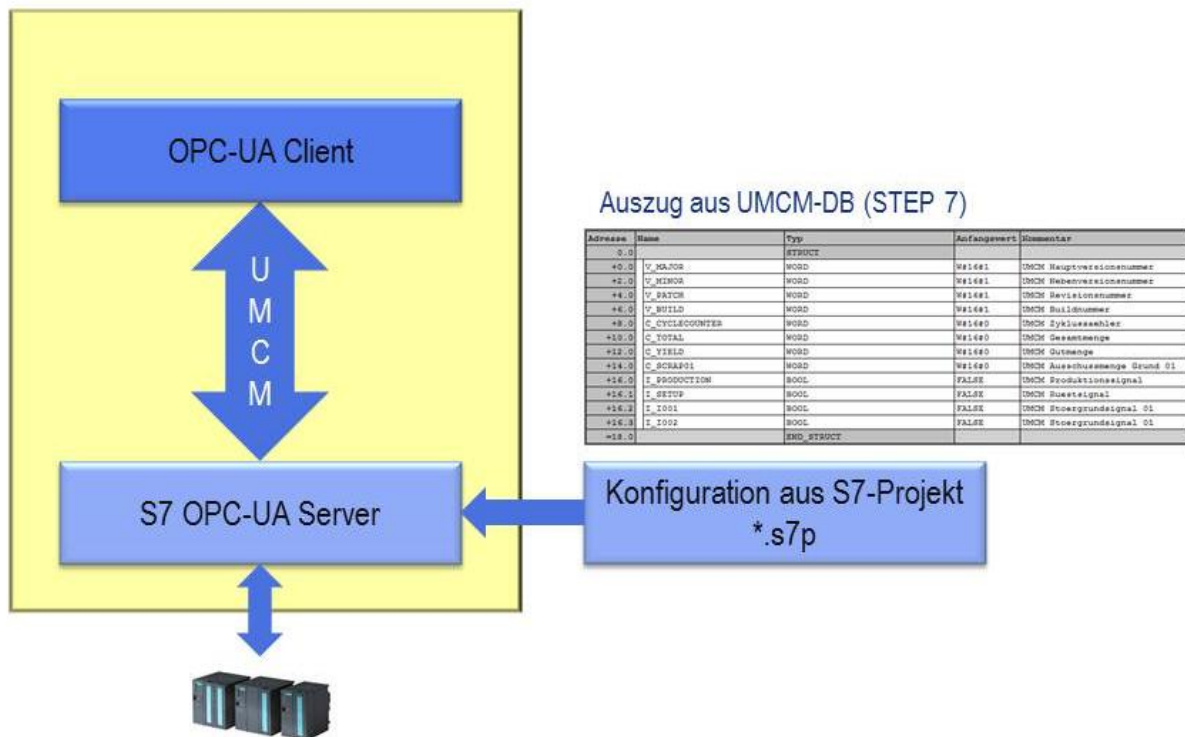 OPC-UA Client
U
M
C
M
S7 OPC-UA Server
Auszug aus UMCM-DB (STEP 7)
Adresse Name Typ Anfangswert Kommentar
0.0 STRUCT
+0.0 V_MAJOR WORD W#16#1 UMCM Hauptversionsnummer
+2.0 V_MINOR WORD W#16#1 UMCM Nebenversionsnummer
+4.0 V_PATCH WORD W#16#1 UMCM Revisionsnummer
+6.0 V_BUILD WORD W#16#1 UMCM Buildnummer
+8.0 C_CYCLECOUNTER WORD W#16#0 UMCM Zykluszaehler
+10.0 C_TOTAL WORD W#16#0 UMCM Gesamtmenge
+12.0 C_YIELD WORD W#16#0 UMCM Gutmenge
+14.0 C_SCRAP01 WORD W#16#0 UMCM Ausschussmenge Grund 01
+16.0 I_PRODUCTION BOOL FALSE UMCM Produktionssignal
+16.1 I_SETUP BOOL FALSE UMCM Ruestsignal
+16.2 I_I001 BOOL FALSE UMCM Stoergrundsignal 01
+16.3 I_I002 BOOL FALSE UMCM Stoergrundsignal 01
=18.0 END_STRUCT
Konfiguration aus S7-Projekt
*.s7p